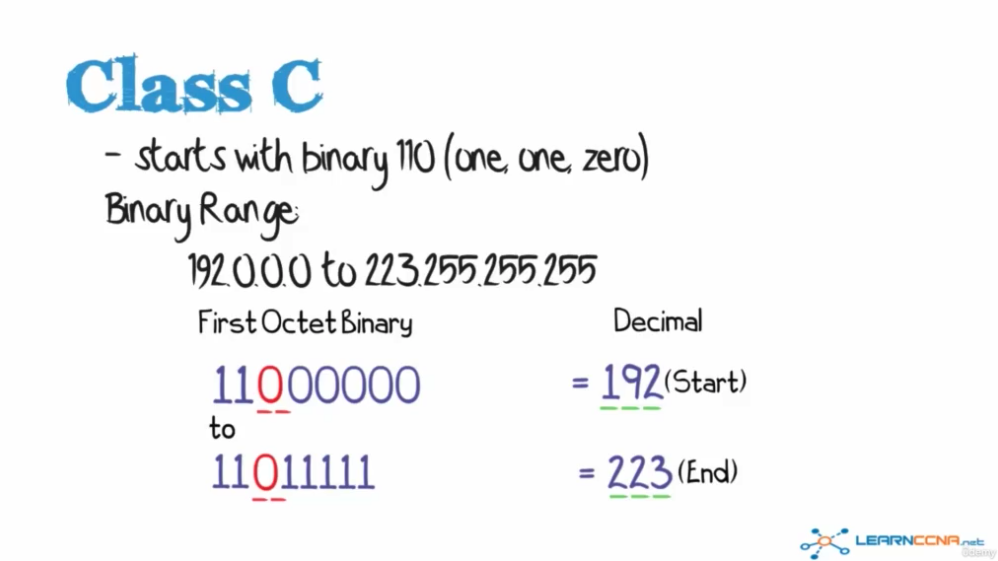 Class C
- starts with binary 110 (one, one, zero)
Binary Range:
192.0.0.0 to 223.255.255.255
First Octet Binary Decimal
11000000 = 192 (Start)
to
11011111 = 223 (End)
LEARNCCNA.net
Udemy